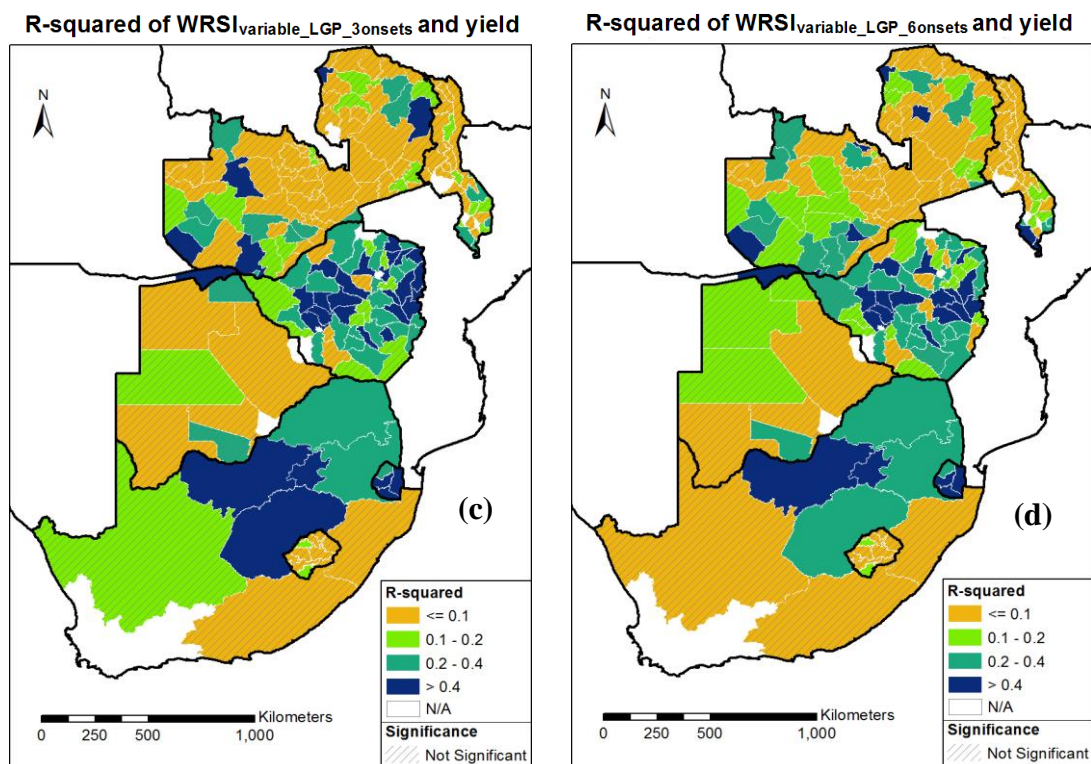 R-squared of WRSIvariable_LGP_3onsets and yield
N
(c)
R-squared
<= 0.1
0.1 - 0.2
0.2 - 0.4
> 0.4
N/A
Significance
Not Significant
Kilometers
0 250 500 1,000
R-squared of WRSIvariable_LGP_6onsets and yield
N
(d)
R-squared
<= 0.1
0.1 - 0.2
0.2 - 0.4
> 0.4
N/A
Significance
Not Significant
Kilometers
0 250 500 1,000